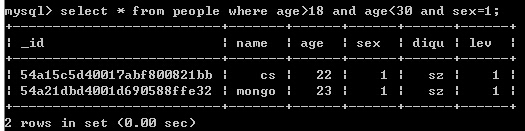 mysql> select * from people where age>18 and age<30 and sex=1;
+--------------------------+-------+------+------+------+------+
| _id                      | name  | age  | sex  | diqu | lev  |
+--------------------------+-------+------+------+------+------+
| 54a15c5d40017abf800821bb |    cs |   22 |    1 |   sz |    1 |
| 54a21dbd4001d690588ffe32 | mongo |   23 |    1 |   sz |    1 |
+--------------------------+-------+------+------+------+------+
2 rows in set (0.00 sec)